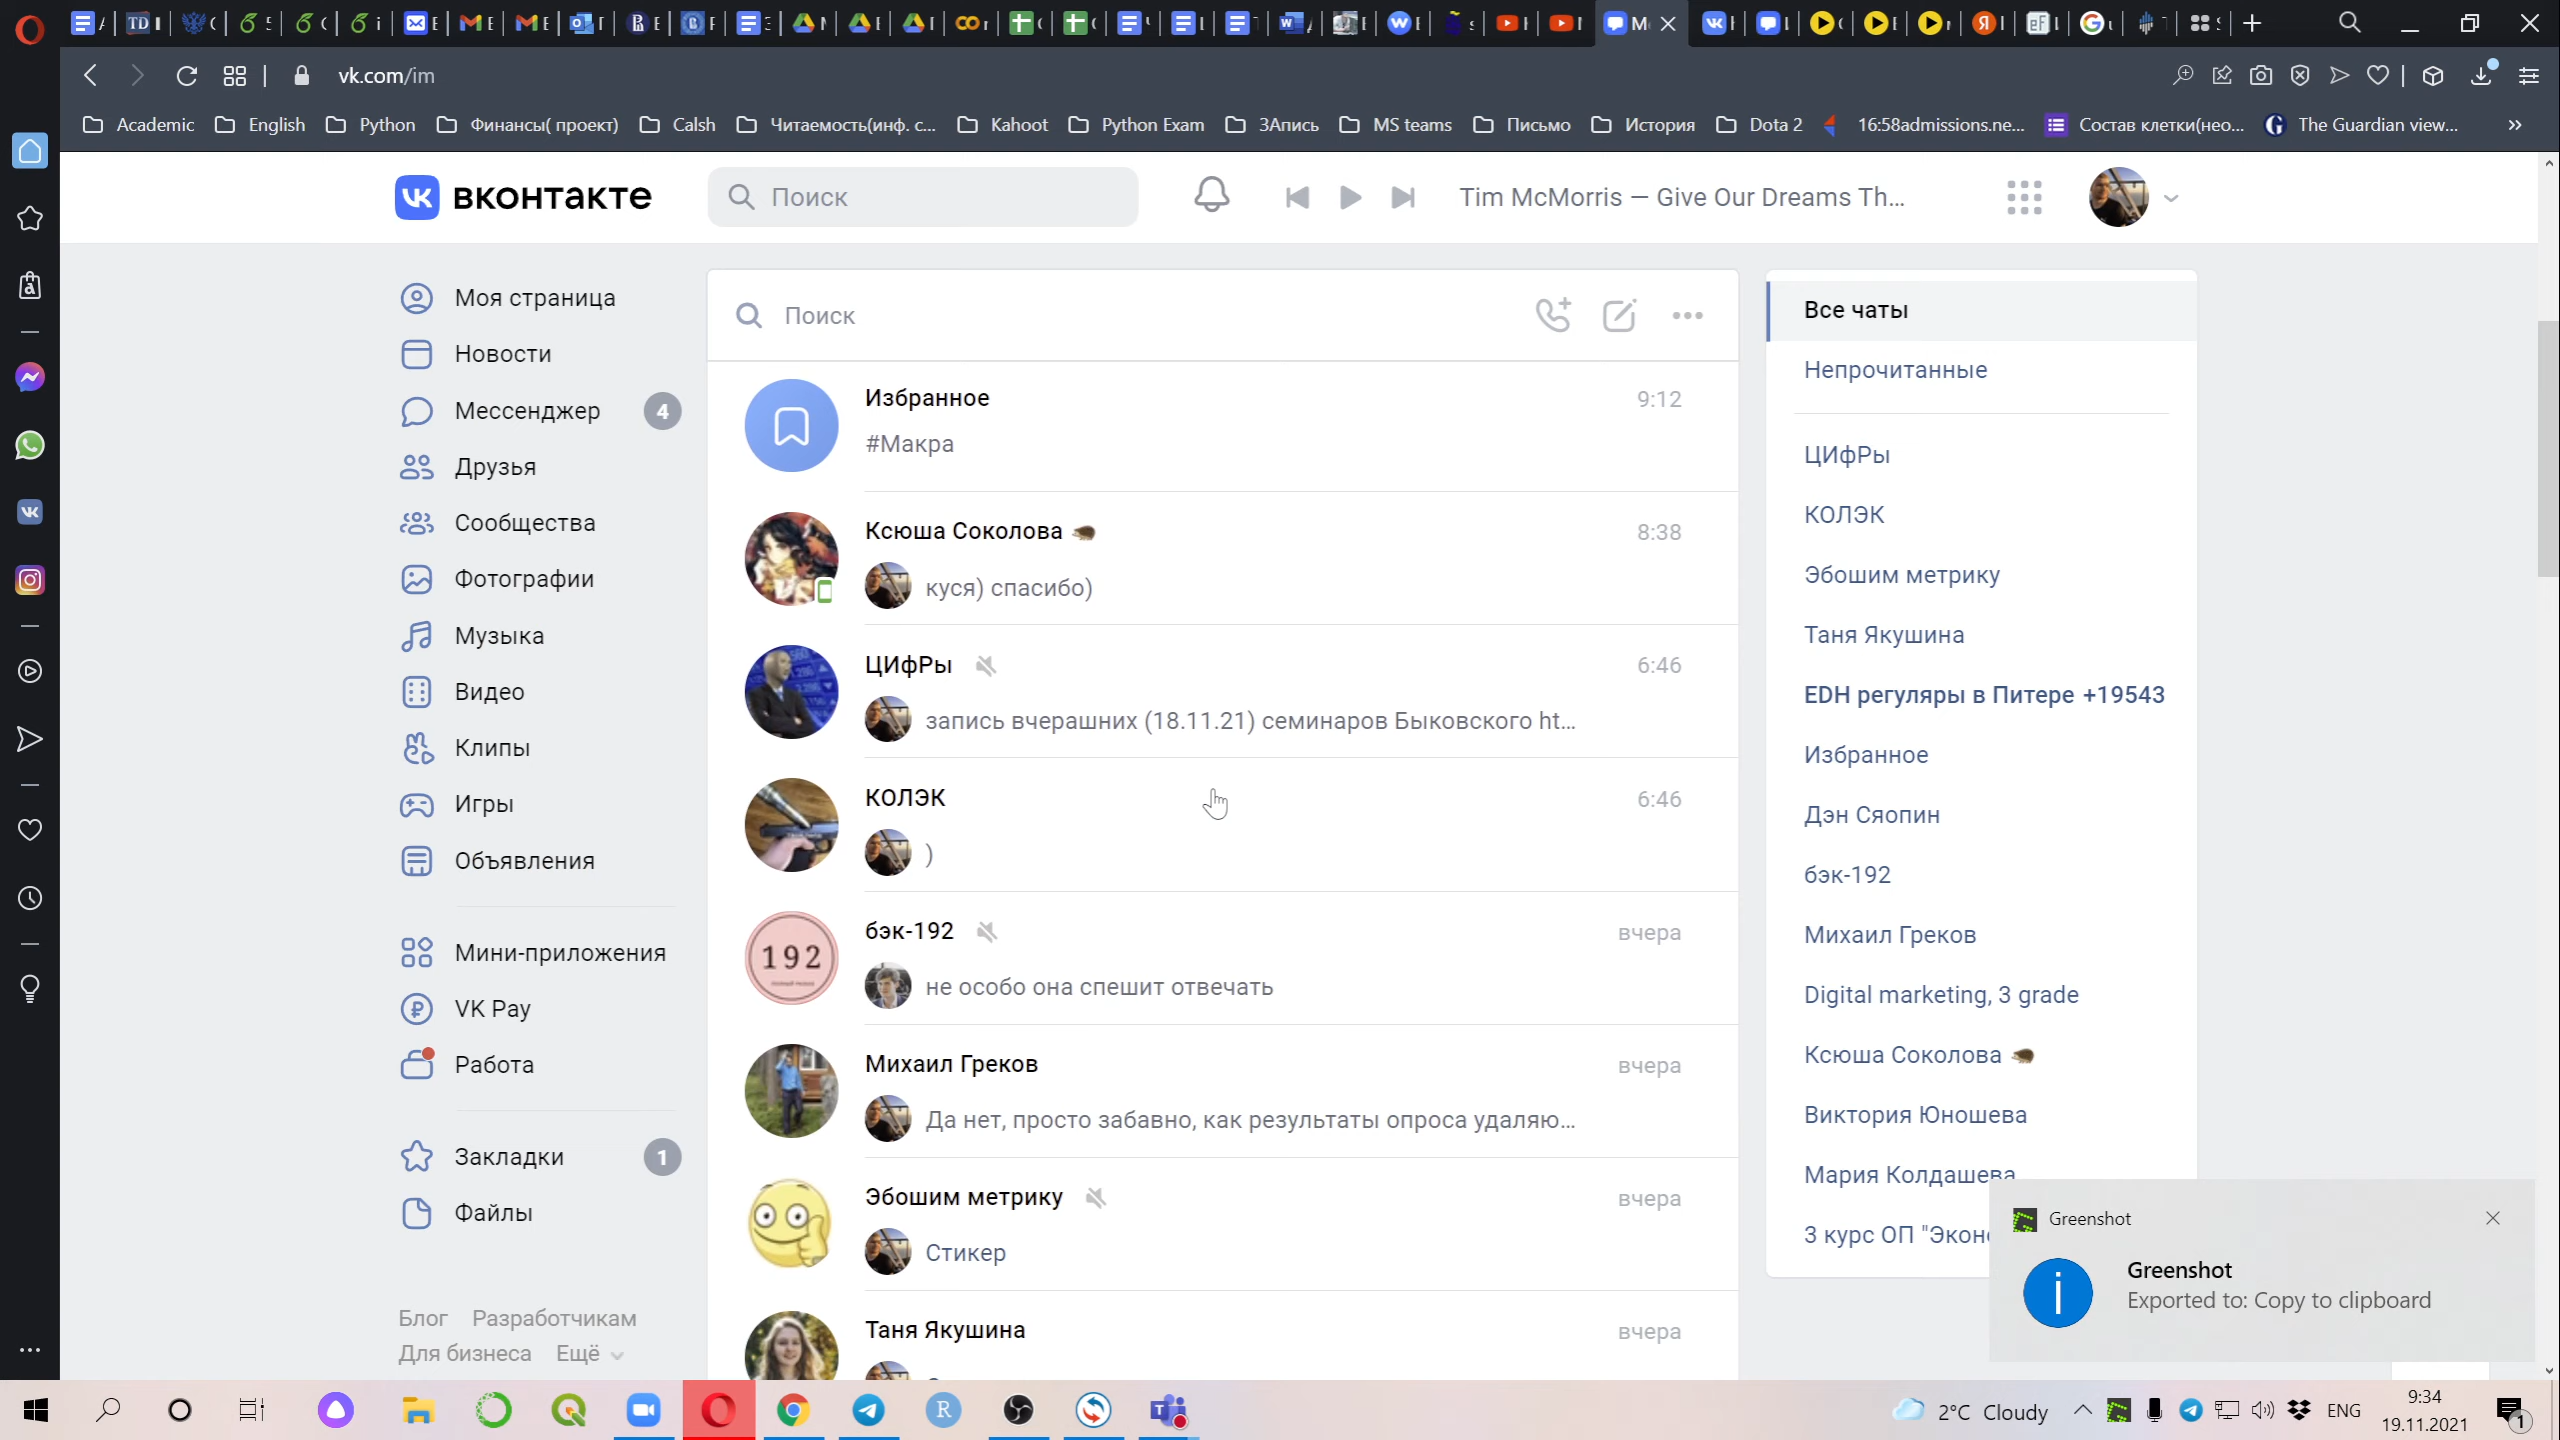 vk.com/im
Academic English Python Финансы( проект) Calsh Читаемость(инф. с... Kahoot Python Exam ЗАпись MS teams Письмо История Dota 2 16:58admissions.ne... Состав клетки(нео... The Guardian view... »
вконтакте
Поиск
Tim McMorris — Give Our Dreams Th...
Моя страница
Новости
Мессенджер 4
Друзья
Сообщества
Фотографии
Музыка
Видео
Клипы
Игры
Объявления
Мини-приложения
VK Pay
Работа
Закладки 1
Файлы
Блог Разработчикам
Для бизнеса Ещё
Поиск
Избранное 9:12
#Макра
Ксюша Соколова 8:38
куся) спасибо)
ЦИфРы 6:46
запись вчерашних (18.11.21) семинаров Быковского ht...
КОЛЭК 6:46
)
192
бэк-192 вчера
не особо она спешит отвечать
Михаил Греков вчера
Да нет, просто забавно, как результаты опроса удаляю...
Эбошим метрику вчера
Стикер
Таня Якушина вчера
Все чаты
Непрочитанные
ЦИфРы
КОЛЭК
Эбошим метрику
Таня Якушина
EDH регуляры в Питере +19543
Избранное
Дэн Сяопин
бэк-192
Михаил Греков
Digital marketing, 3 grade
Ксюша Соколова
Виктория Юношева
Мария Колдашева
3 курс ОП "Экон
Greenshot
Greenshot
Exported to: Copy to clipboard
2°C Cloudy
ENG
9:34
19.11.2021
1